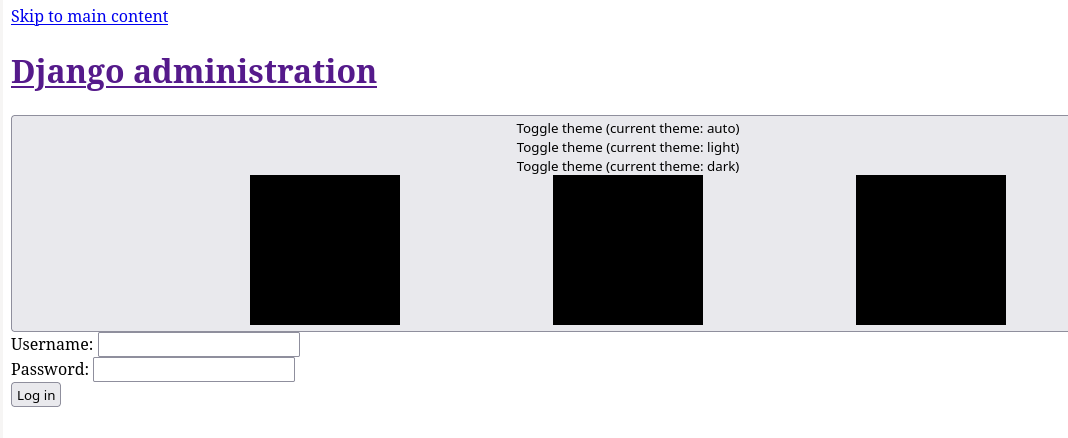 Skip to main content
Django administration
Toggle theme (current theme: auto)
Toggle theme (current theme: light)
Toggle theme (current theme: dark)
Username:
Password:
Log in